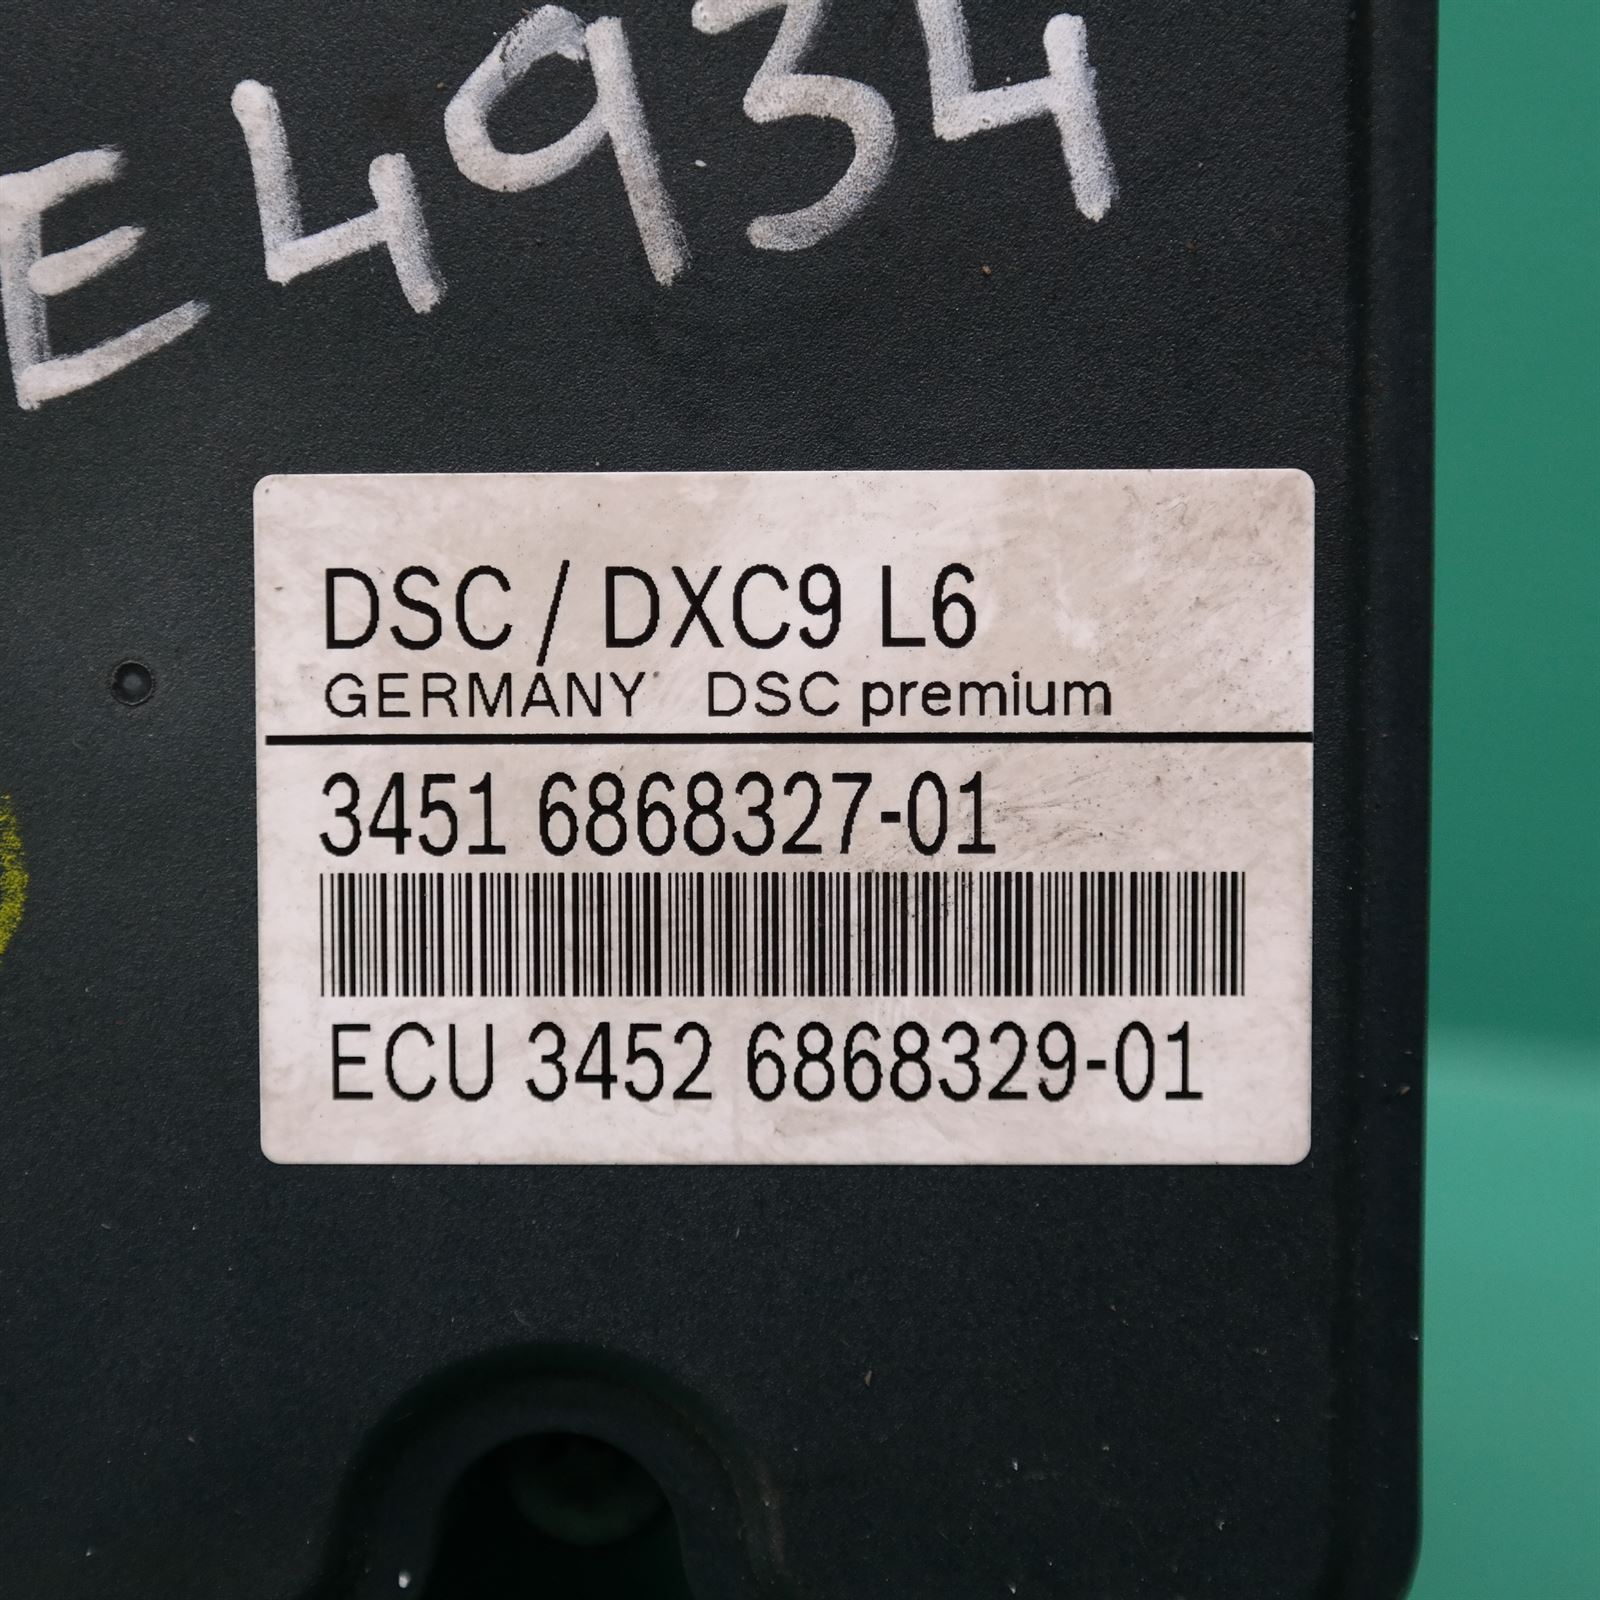 E4934
DSC / DXC9 L6
GERMANY DSC premium
3451 6868327-01
ECU 3452 6868329-01